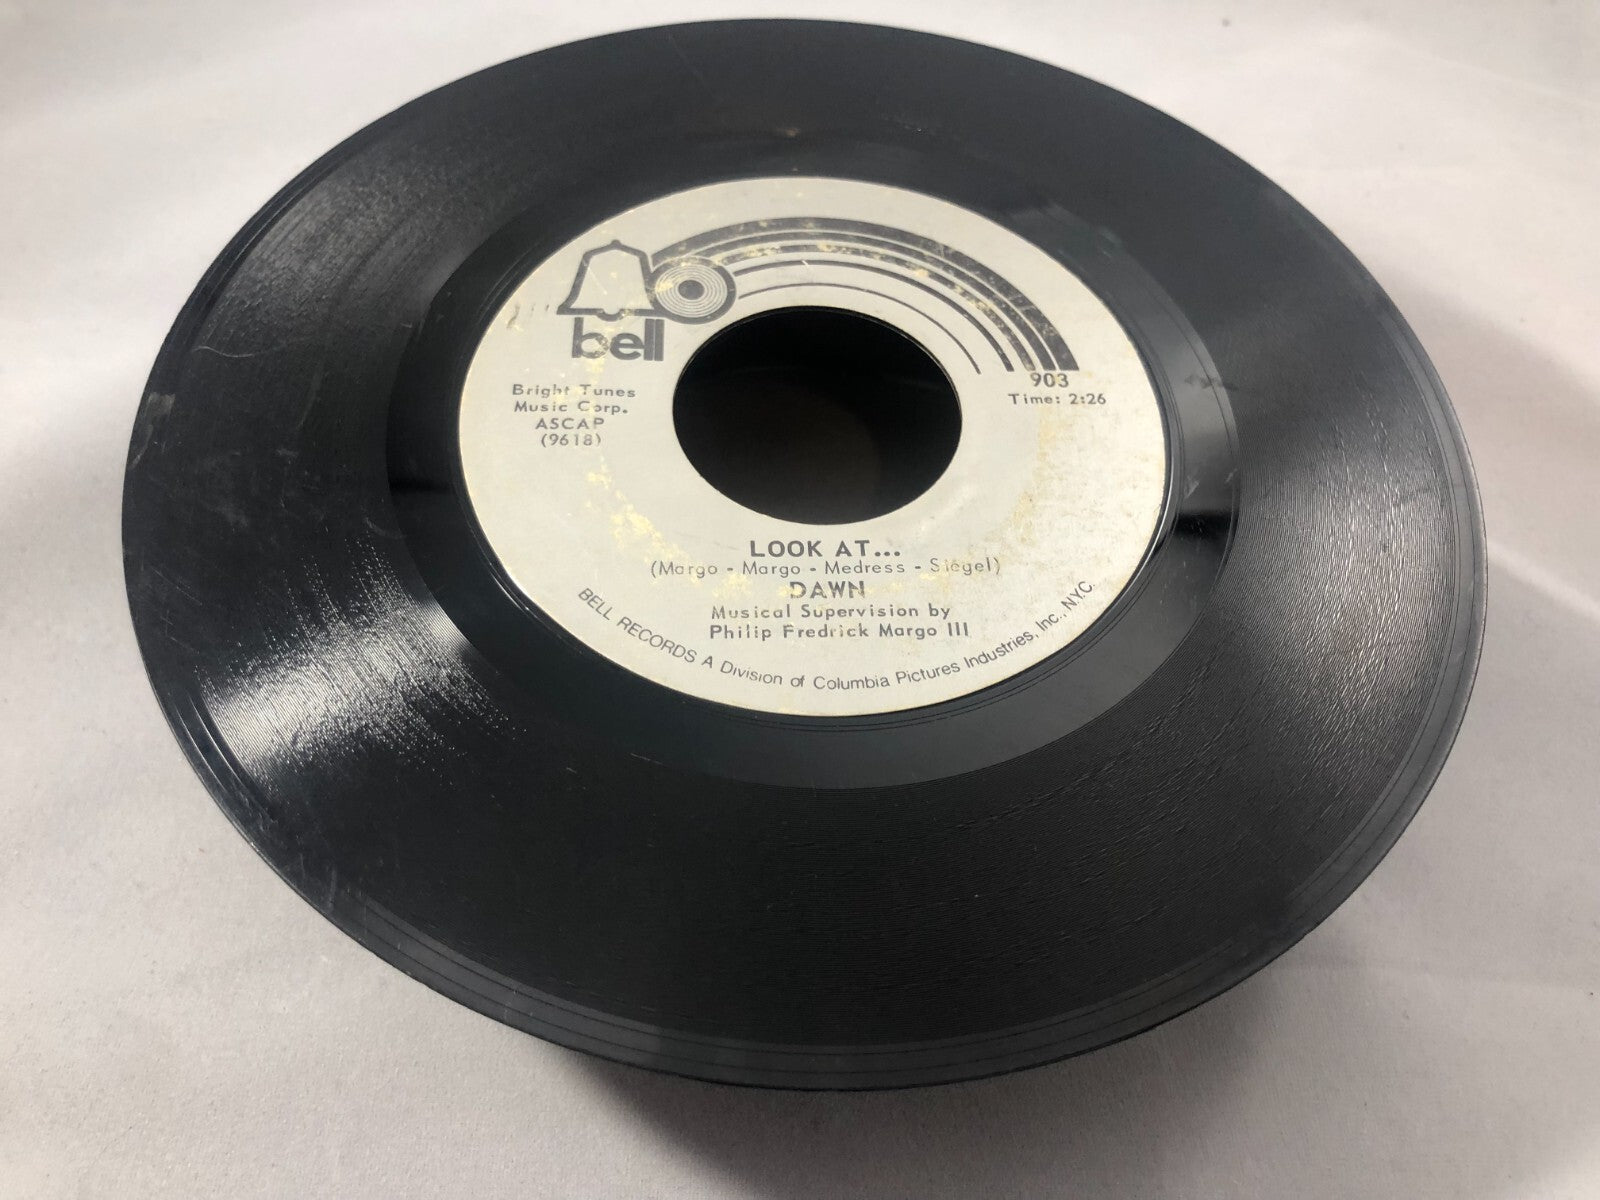 bell
Bright Tunes
Music Corp.
ASCAP
(9618)
903
Time: 2:26
LOOK AT...
(Margo - Margo - Medress - Siegel)
DAWN
Musical Supervision by
Philip Fredrick Margo III
BELL RECORDS A Division of Columbia Pictures Industries, Inc., N.Y.C.